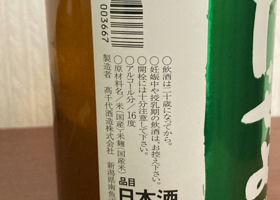 ○飲酒は二十歳になってから。
○妊娠中や授乳期の飲酒は、お控え下さい。
○開栓には十分注意して下さい。
○アルコール分/16度
○原材料名/米(国産)・米麹(国産米)
製造者 高千代酒造株式会社
新潟県南魚
品目
日本酒
0003667